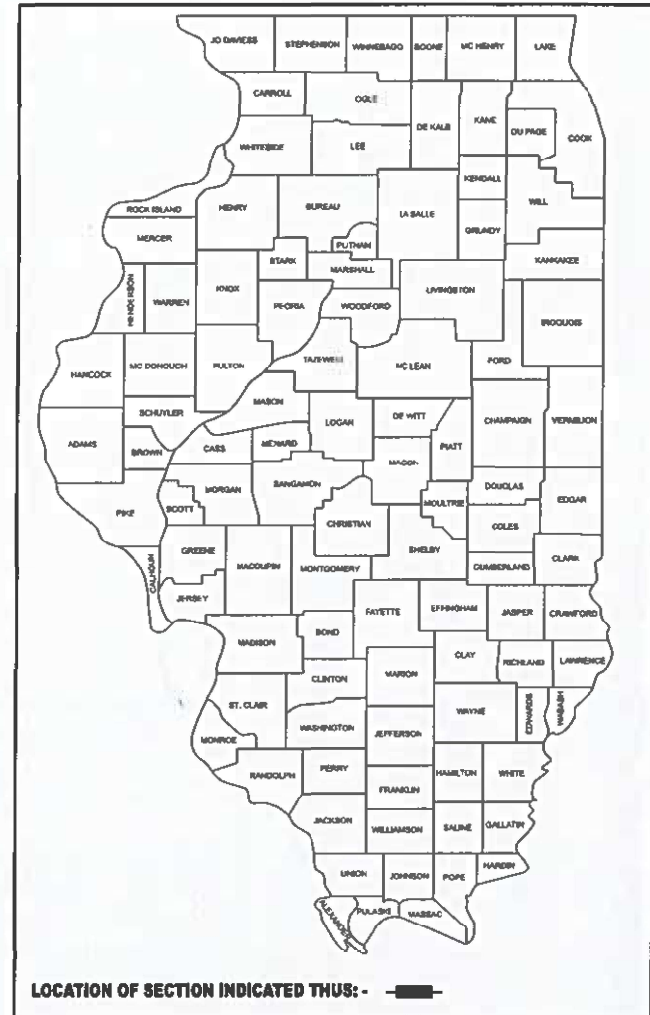 JO DAVIESS STEPHENSON WINNEBAGO BOONE MC HENRY LAKE
CARROLL OGLE
DE KALB KANE DU PAGE COOK
WHITESIDE LEE
KENDALL
ROCK ISLAND HENRY BUREAU LA SALLE WILL
MERCER GRUNDY
PUTNAM
STARK MARSHALL KANKAKEE
HENDERSON WARREN KNOX PEORIA WOODFORD LIVINGSTON
IROQUOIS
HANCOCK MC DONOUGH FULTON TAZEWELL MC LEAN FORD
MASON
SCHUYLER LOGAN DE WITT CHAMPAIGN VERMILION
ADAMS BROWN CASS MENARD PIATT
MACON
SANGAMON
PIKE SCOTT MORGAN MOULTRIE DOUGLAS EDGAR
CHRISTIAN
COLES
GREENE SHELBY
CALHOUN MACOUPIN MONTGOMERY CUMBERLAND CLARK
JERSEY
FAYETTE EFFINGHAM JASPER CRAWFORD
MADISON BOND
CLAY RICHLAND LAWRENCE
CLINTON MARION
ST. CLAIR WAYNE EDWARDS WABASH
WASHINGTON JEFFERSON
MONROE
RANDOLPH PERRY HAMILTON WHITE
FRANKLIN
JACKSON WILLIAMSON SALINE GALLATIN
UNION JOHNSON POPE HARDIN
ALEXANDER PULASKI MASSAC
LOCATION OF SECTION INDICATED THUS: -